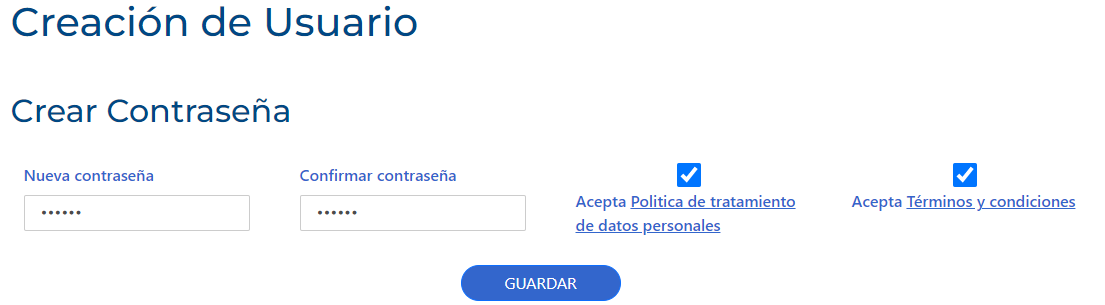 Creación de Usuario
Crear Contraseña
Nueva contraseña
••••••
Confirmar contraseña
••••••
Acepta Politica de tratamiento
de datos personales
Acepta Términos y condiciones
GUARDAR